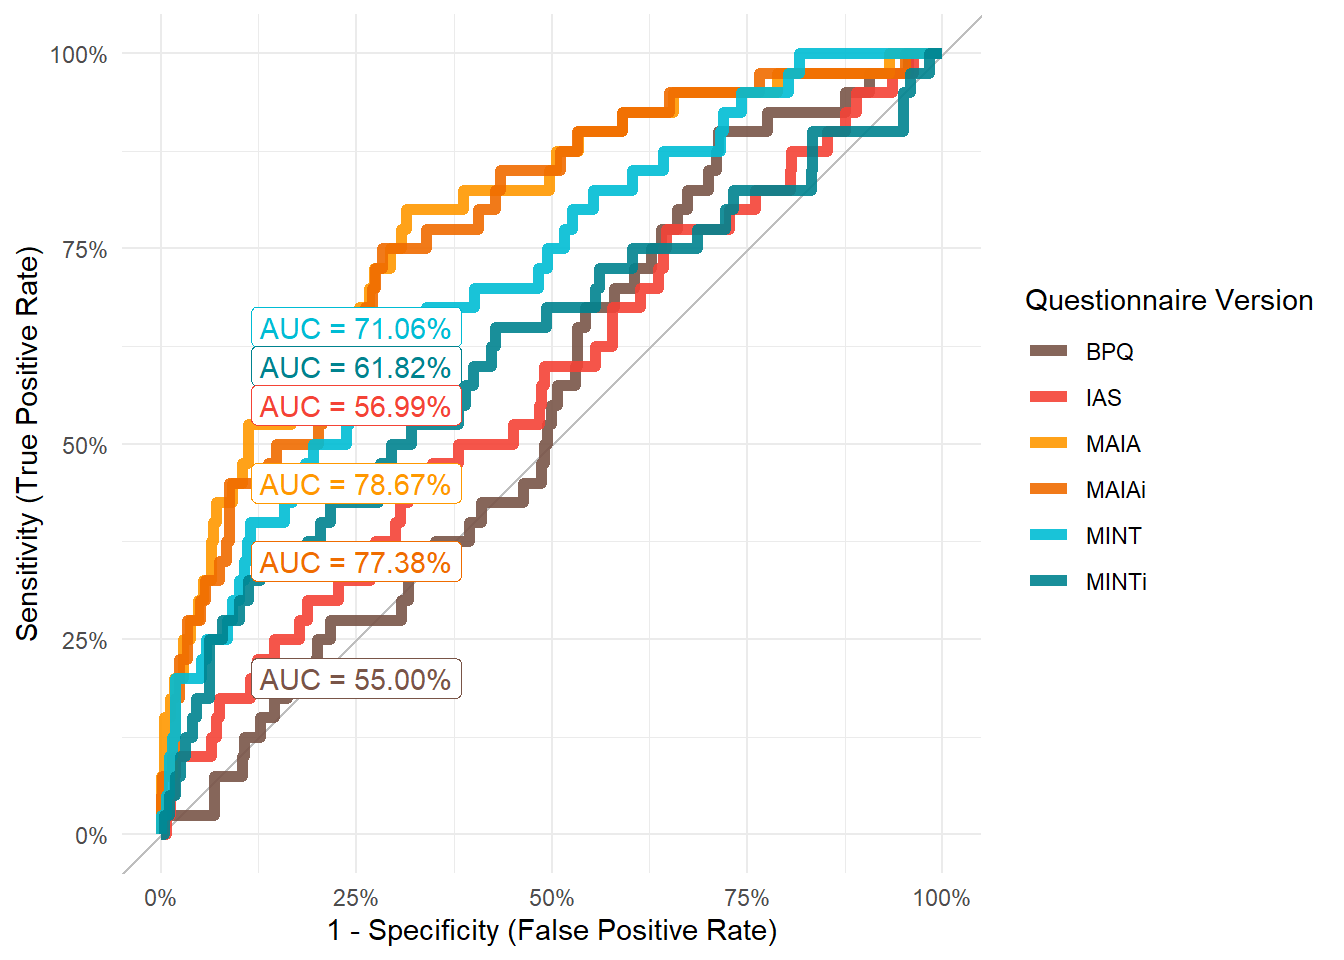 100%
75%
50%
25%
0%
Sensitivity (True Positive Rate)
AUC = 71.06%
AUC = 61.82%
AUC = 56.99%
AUC = 78.67%
AUC = 77.38%
AUC = 55.00%
0%
25%
50%
75%
100%
1 - Specificity (False Positive Rate)
Questionnaire Version
BPQ
IAS
MAIA
MAIAi
MINT
MINTi